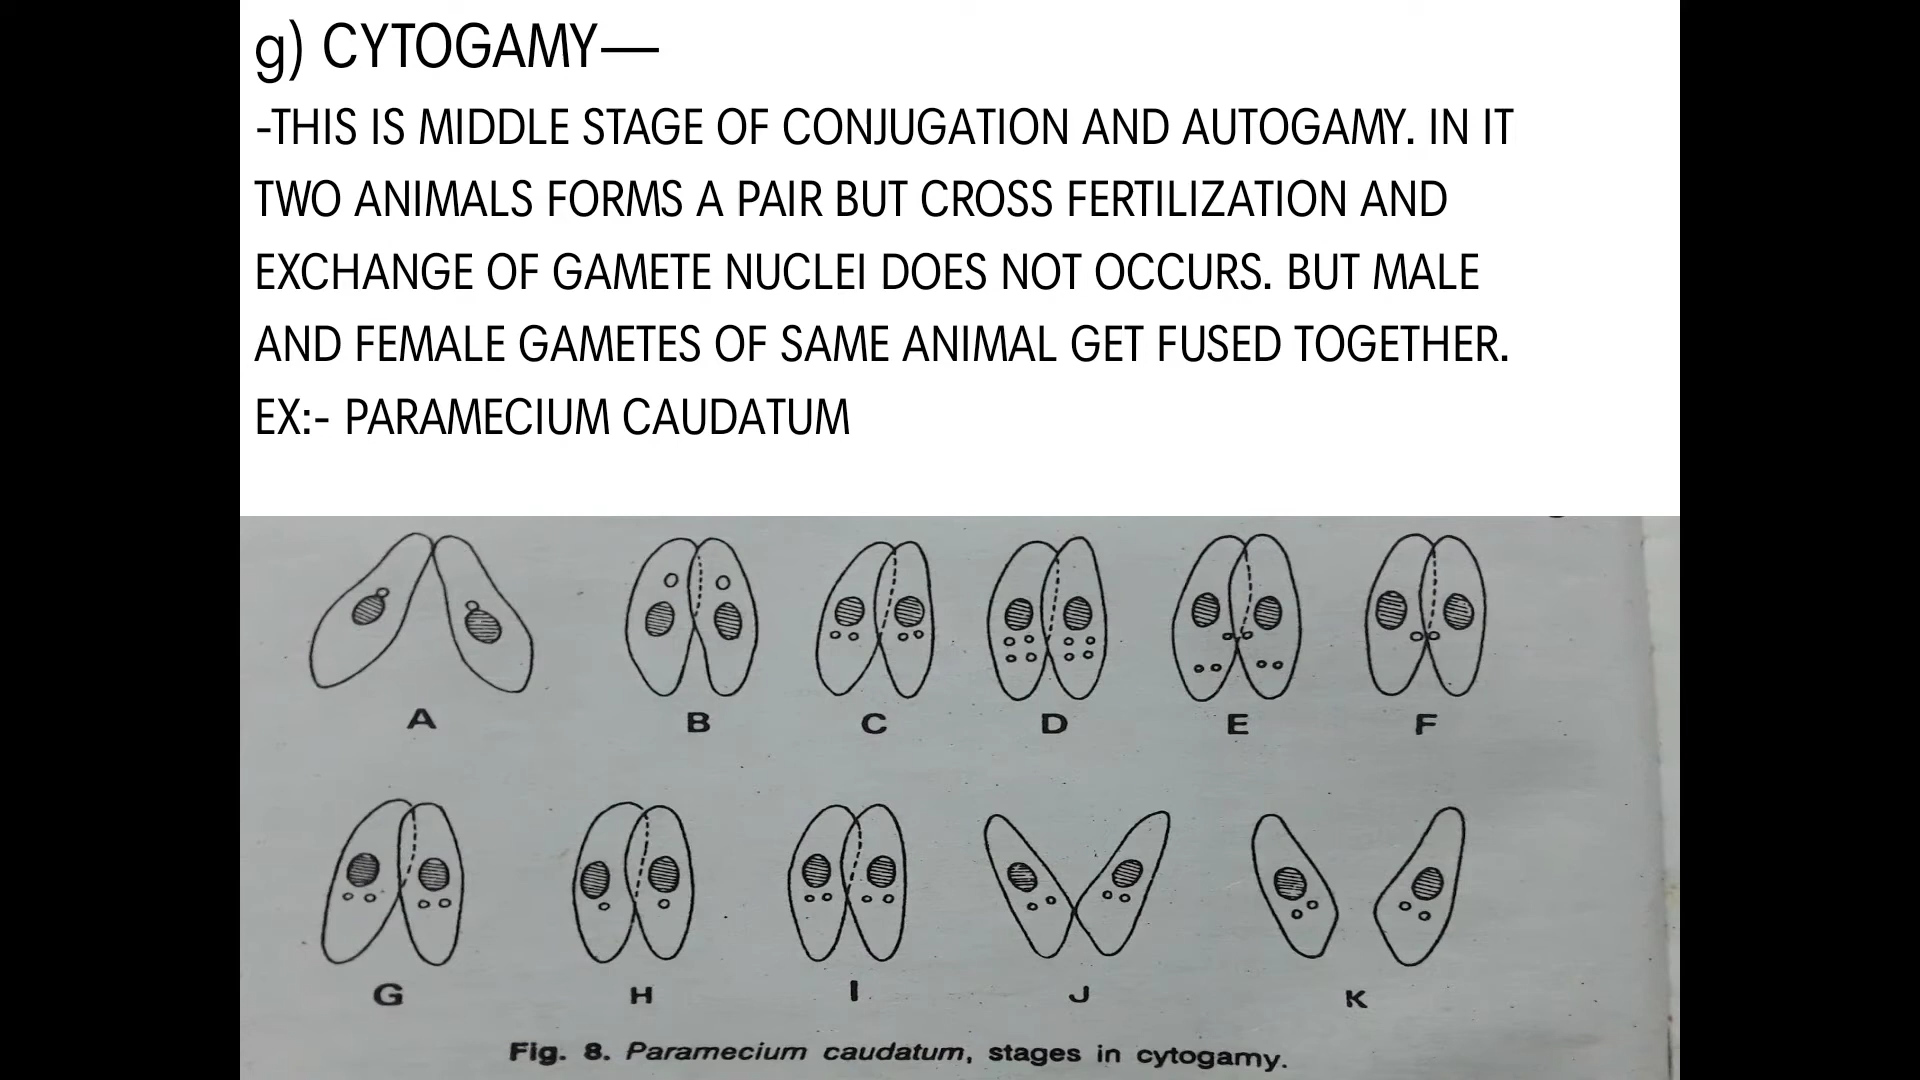 g) CYTOGAMY—
-THIS IS MIDDLE STAGE OF CONJUGATION AND AUTOGAMY. IN IT
TWO ANIMALS FORMS A PAIR BUT CROSS FERTILIZATION AND
EXCHANGE OF GAMETE NUCLEI DOES NOT OCCURS. BUT MALE
AND FEMALE GAMETES OF SAME ANIMAL GET FUSED TOGETHER.
EX:- PARAMECIUM CAUDATUM
A B C D E F
G H I J K
Fig. 8. Paramecium caudatum, stages in cytogamy.